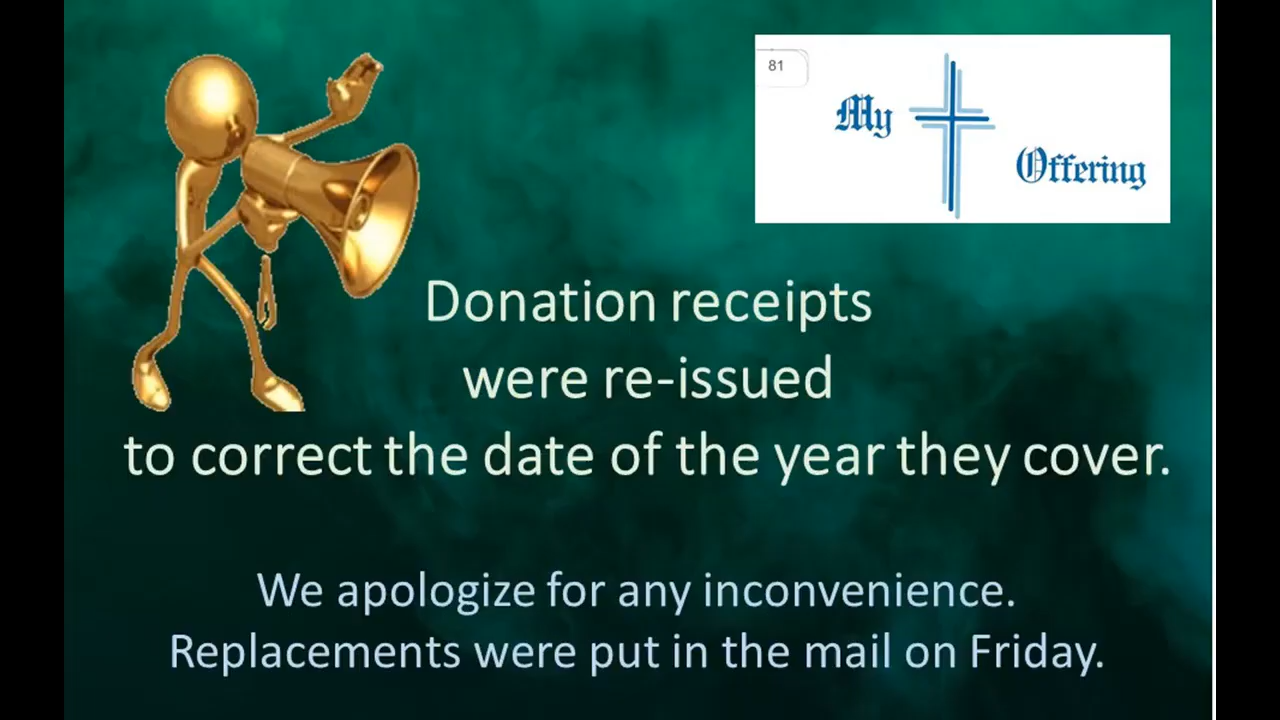 81
My
Offering
Donation receipts
were re-issued
to correct the date of the year they cover.
We apologize for any inconvenience.
Replacements were put in the mail on Friday.